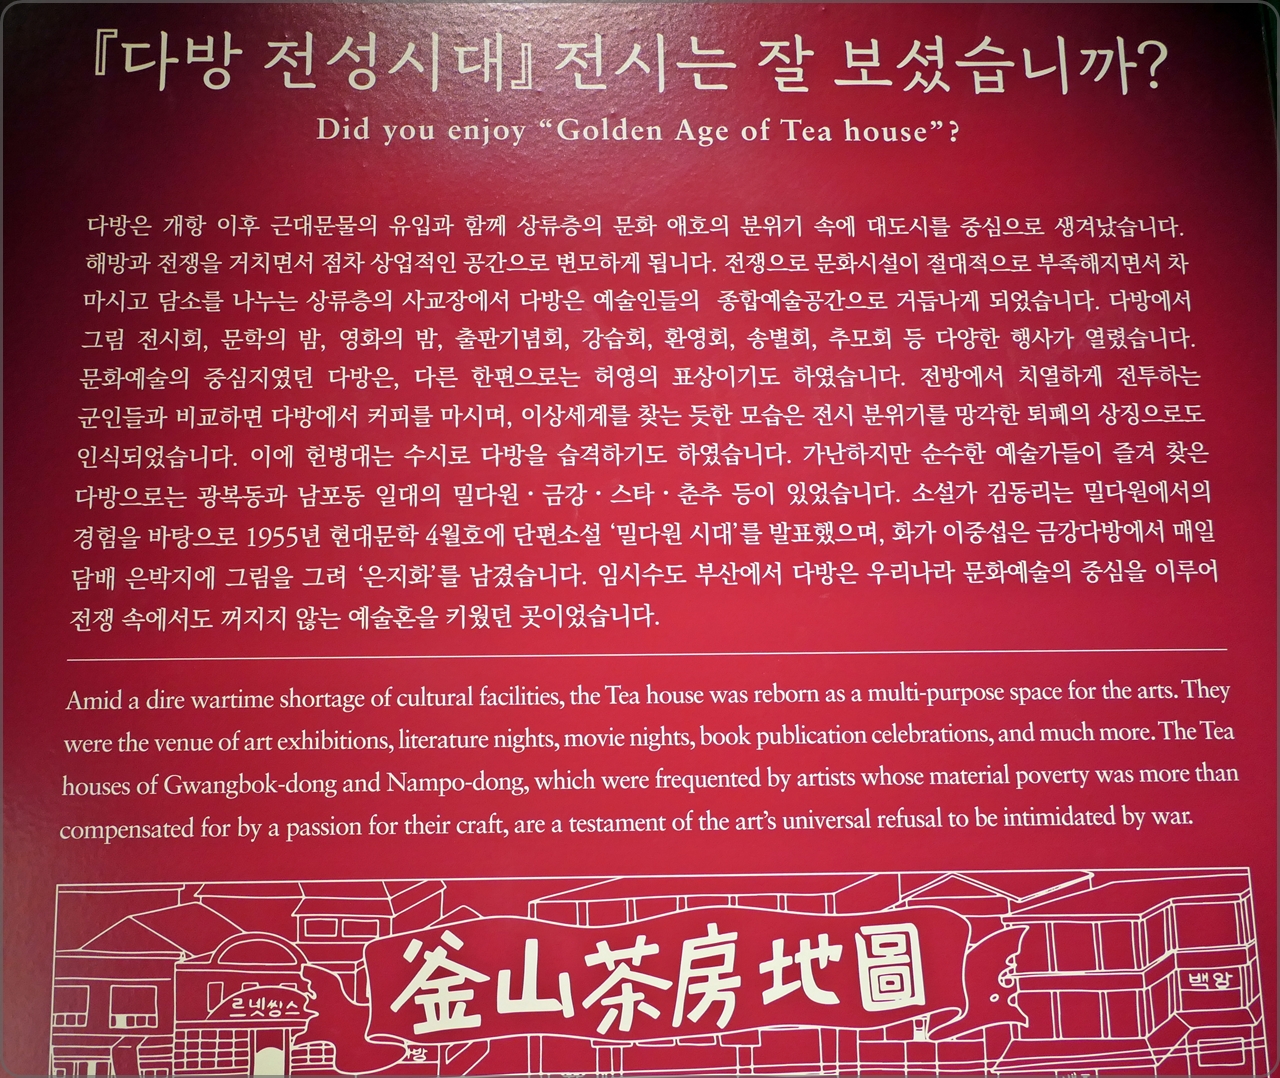 『다방 전성시대』 전시는 잘 보셨습니까?
Did you enjoy “Golden Age of Tea house”?
다방은 개항 이후 근대문물의 유입과 함께 상류층의 문화 애호의 분위기 속에 대도시를 중심으로 생겨났습니다.
해방과 전쟁을 거치면서 점차 상업적인 공간으로 변모하게 됩니다. 전쟁으로 문화시설이 절대적으로 부족해지면서 차
마시고 담소를 나누는 상류층의 사교장에서 다방은 예술인들의 종합예술공간으로 거듭나게 되었습니다. 다방에서
그림 전시회, 문학의 밤, 영화의 밤, 출판기념회, 강습회, 환영회, 송별회, 추모회 등 다양한 행사가 열렸습니다.
문화예술의 중심지였던 다방은, 다른 한편으로는 허영의 표상이기도 하였습니다. 전방에서 치열하게 전투하는
군인들과 비교하면 다방에서 커피를 마시며, 이상세계를 찾는 듯한 모습은 전시 분위기를 망각한 퇴폐의 상징으로도
인식되었습니다. 이에 헌병대는 수시로 다방을 습격하기도 하였습니다. 가난하지만 순수한 예술가들이 즐겨 찾은
다방으로는 광복동과 남포동 일대의 밀다원 · 금강 · 스타 · 춘추 등이 있었습니다. 소설가 김동리는 밀다원에서의
경험을 바탕으로 1955년 현대문학 4월호에 단편소설 ‘밀다원 시대’를 발표했으며, 화가 이중섭은 금강다방에서 매일
담배 은박지에 그림을 그려 ‘은지화’를 남겼습니다. 임시수도 부산에서 다방은 우리나라 문화예술의 중심을 이루어
전쟁 속에서도 꺼지지 않는 예술혼을 키웠던 곳이었습니다.
Amid a dire wartime shortage of cultural facilities, the Tea house was reborn as a multi-purpose space for the arts. They
were the venue of art exhibitions, literature nights, movie nights, book publication celebrations, and much more. The Tea
houses of Gwangbok-dong and Nampo-dong, which were frequented by artists whose material poverty was more than
compensated for by a passion for their craft, are a testament of the art’s universal refusal to be intimidated by war.
釜山茶房地圖
르넷쌍스
백양